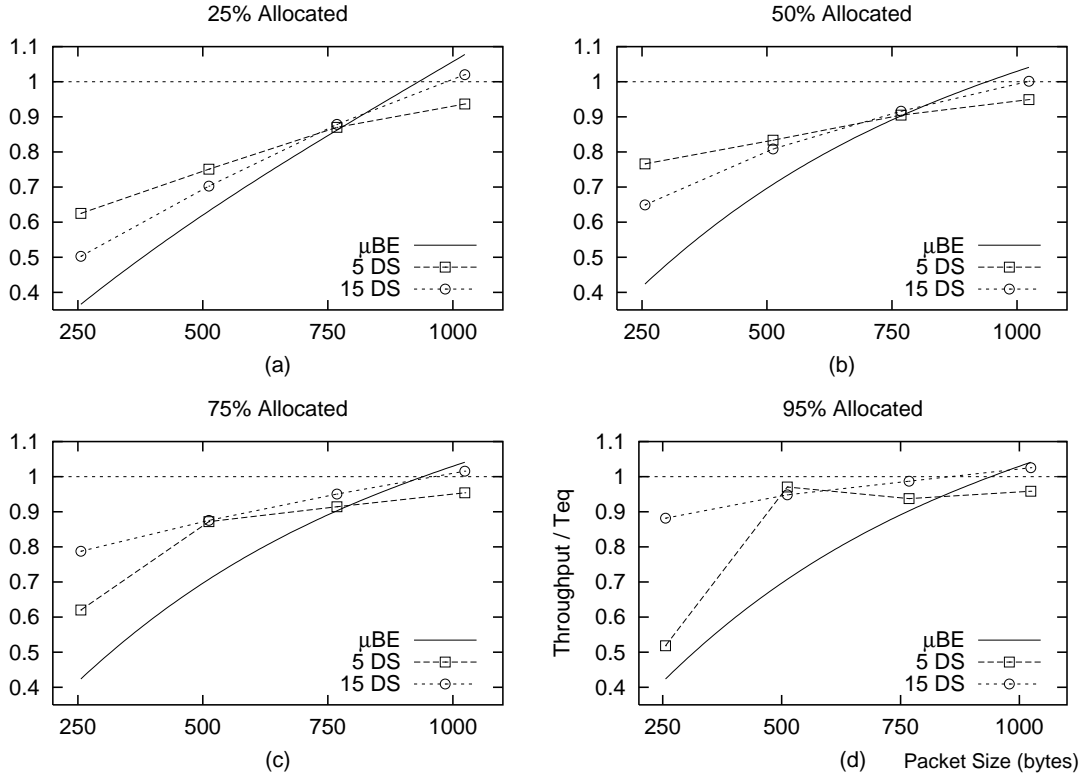 25% Allocated
1.1
1
0.9
0.8
0.7
0.6
0.5
0.4
μBE
5 DS
15 DS
250 500 750 1000
(a)
50% Allocated
1.1
1
0.9
0.8
0.7
0.6
0.5
0.4
μBE
5 DS
15 DS
250 500 750 1000
(b)
75% Allocated
1.1
1
0.9
0.8
0.7
0.6
0.5
0.4
μBE
5 DS
15 DS
250 500 750 1000
(c)
95% Allocated
Throughput / Teq
1.1
1
0.9
0.8
0.7
0.6
0.5
0.4
μBE
5 DS
15 DS
250 500 750 1000
(d) Packet Size (bytes)